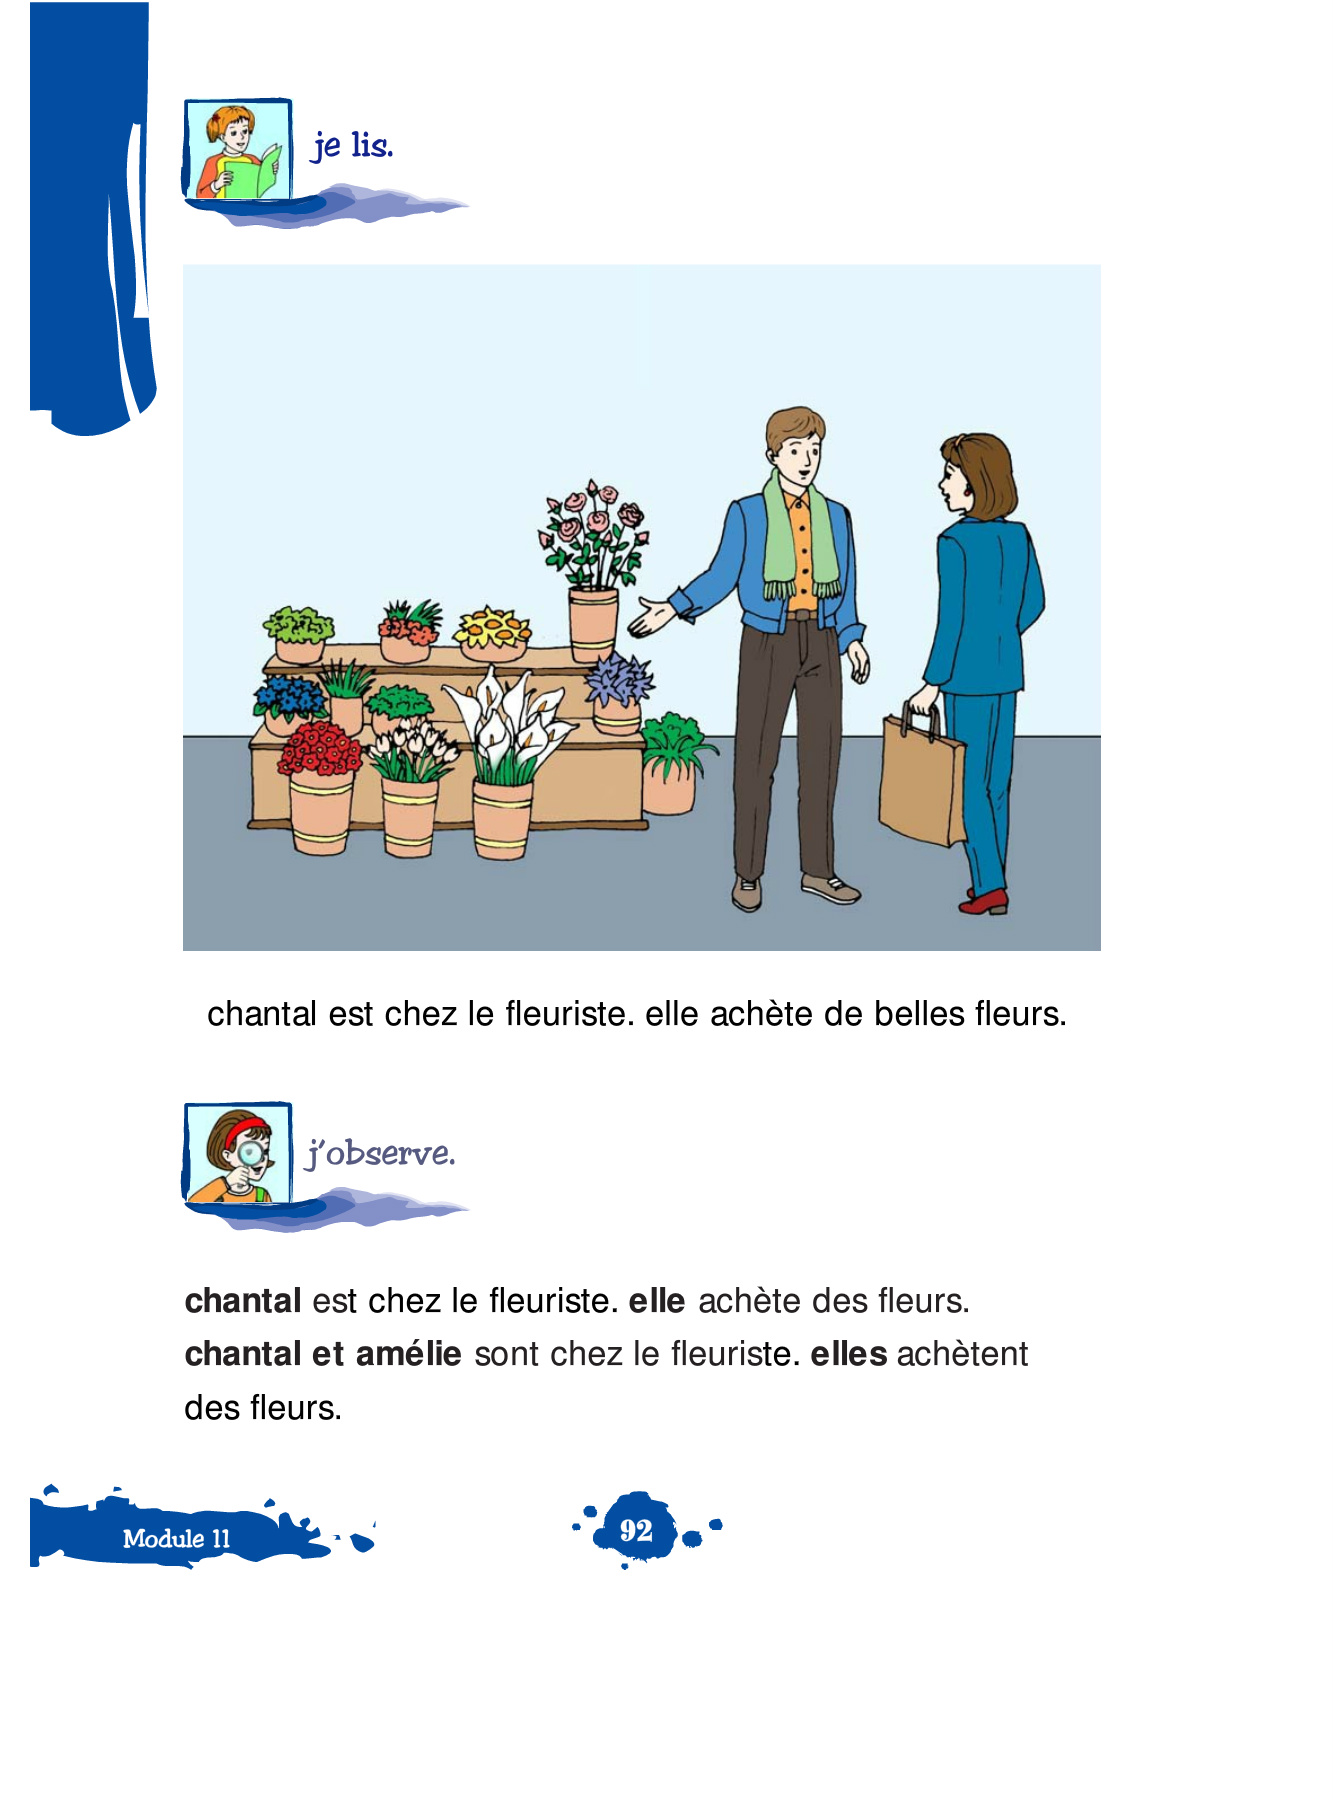 je lis.
chantal est chez le fleuriste. elle achète de belles fleurs.
j'observe.
chantal est chez le fleuriste. elle achète des fleurs.
chantal et amélie sont chez le fleuriste. elles achètent
des fleurs.
Module 11
92